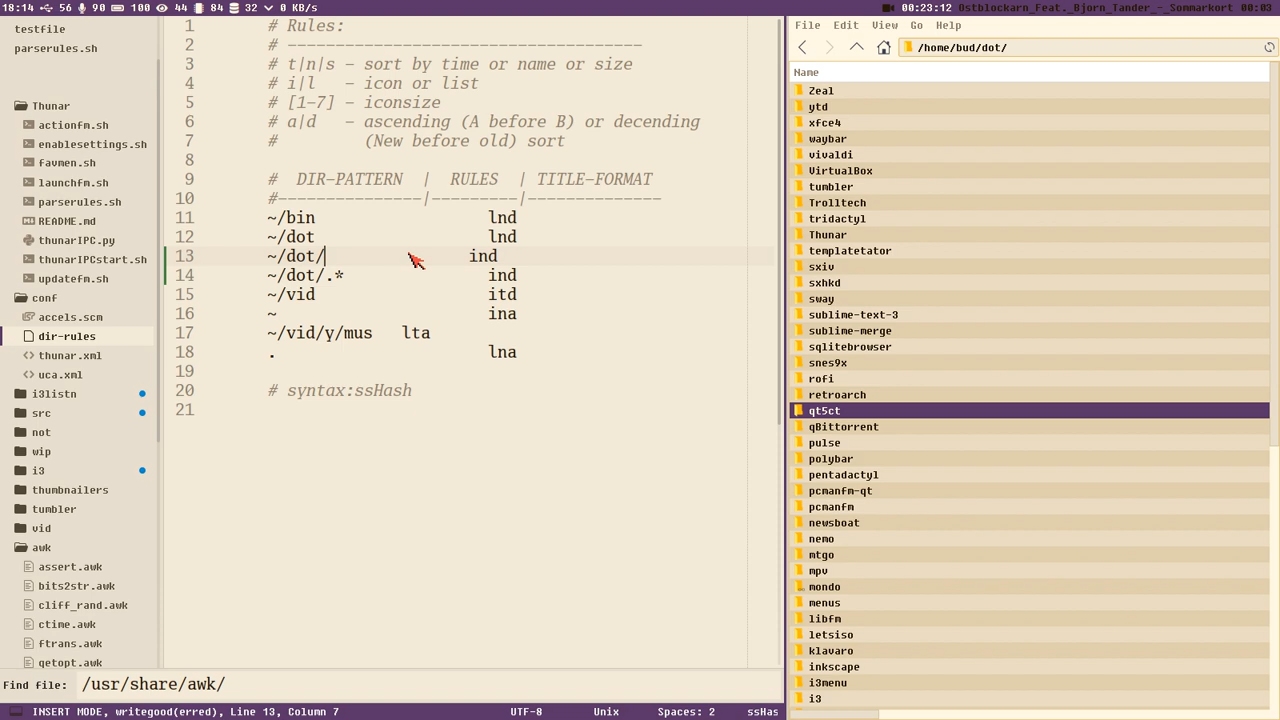 18:14 56 90 100 44 84 32 0 KB/s
00:23:12 Ostblockarn_Feat._Bjorn_Tander_-_Sommarkort 00:03
testfile
parserules.sh
Thunar
actionfm.sh
enablesettings.sh
favmen.sh
launchfm.sh
parserules.sh
README.md
thunarIPC.py
thunarIPCstart.sh
updatefm.sh
conf
accels.scm
dir-rules
thunar.xml
uca.xml
i3listn
src
not
wip
i3
thumbnailers
tumbler
vid
awk
assert.awk
bits2str.awk
cliff_rand.awk
ctime.awk
ftrans.awk
getopt.awk
1 # Rules:
2 # -------------------------------------
3 # t|n|s - sort by time or name or size
4 # i|l - icon or list
5 # [1-7] - iconsize
6 # a|d - ascending (A before B) or decending
7 # (New before old) sort
8
9 # DIR-PATTERN | RULES | TITLE-FORMAT
10 #---------------|---------|--------------
11 ~/bin lnd
12 ~/dot lnd
13 ~/dot/ ind
14 ~/dot/.* ind
15 ~/vid itd
16 ~ ina
17 ~/vid/y/mus lta
18 . lna
19
20 # syntax:ssHash
21
Find file: /usr/share/awk/
INSERT MODE, writegood(erred), Line 13, Column 7 UTF-8 Unix Spaces: 2 ssHas
File Edit View Go Help
/home/bud/dot/
Name
Zeal
ytd
xfce4
waybar
vivaldi
VirtualBox
tumbler
Trolltech
tridactyl
Thunar
templatetator
sxiv
sxhkd
sway
sublime-text-3
sublime-merge
sqlitebrowser
snes9x
rofi
retroarch
qt5ct
qBittorrent
pulse
polybar
pentadactyl
pcmanfm-qt
pcmanfm
newsboat
nemo
mtgo
mpv
mondo
menus
libfm
letsiso
klavaro
inkscape
i3menu
i3